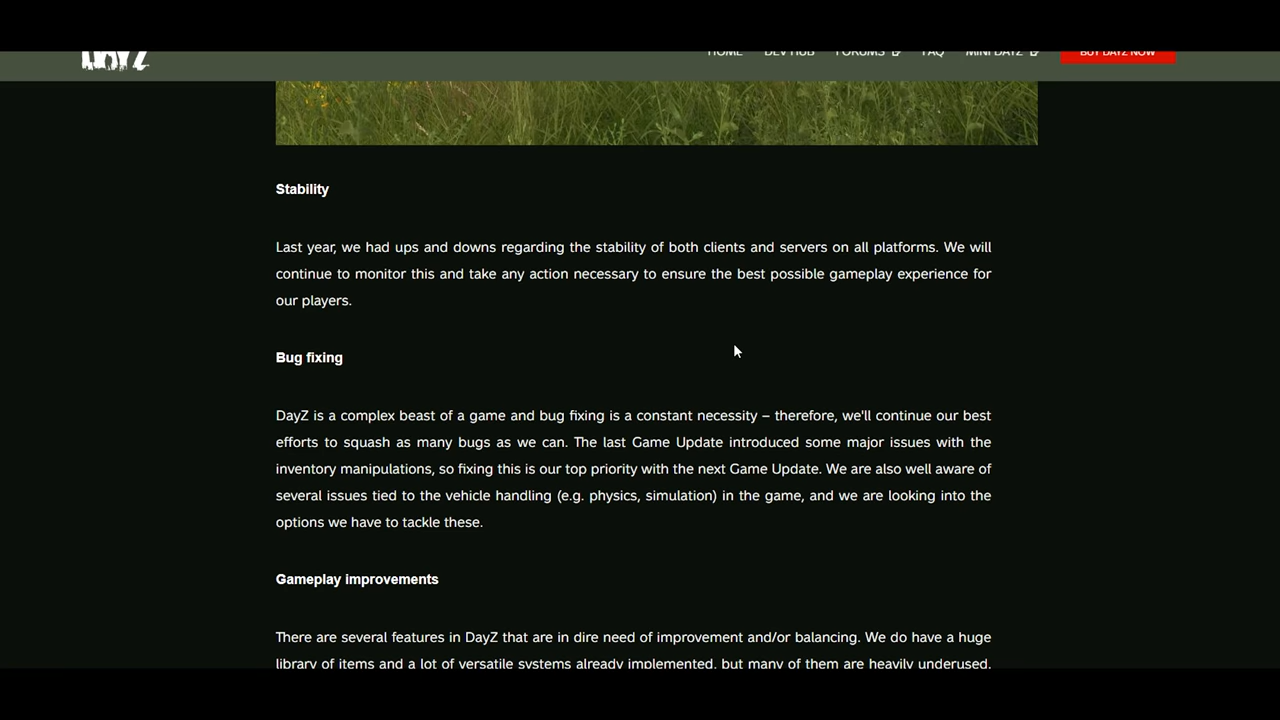 DAYZ
HOME DEV HUB FORUMS FAQ MINI DAYZ BUY DAYZ NOW
Stability
Last year, we had ups and downs regarding the stability of both clients and servers on all platforms. We will
continue to monitor this and take any action necessary to ensure the best possible gameplay experience for
our players.
Bug fixing
DayZ is a complex beast of a game and bug fixing is a constant necessity – therefore, we'll continue our best
efforts to squash as many bugs as we can. The last Game Update introduced some major issues with the
inventory manipulations, so fixing this is our top priority with the next Game Update. We are also well aware of
several issues tied to the vehicle handling (e.g. physics, simulation) in the game, and we are looking into the
options we have to tackle these.
Gameplay improvements
There are several features in DayZ that are in dire need of improvement and/or balancing. We do have a huge
library of items and a lot of versatile systems already implemented, but many of them are heavily underused.